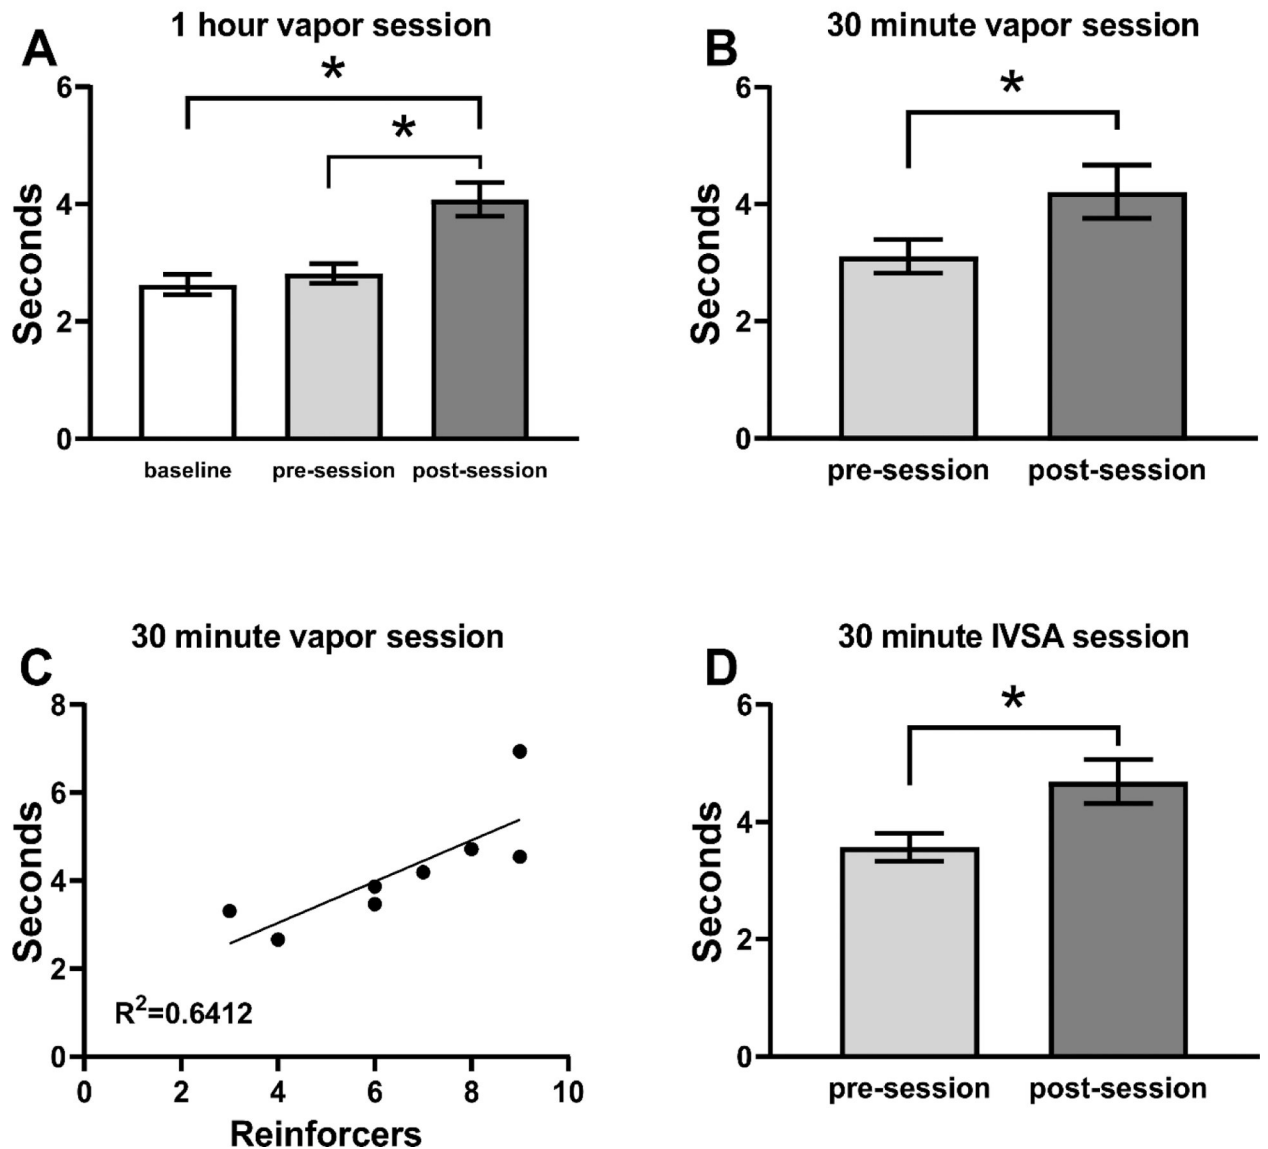 A
1 hour vapor session
*
*
6
4
2
0
Seconds
baseline
pre-session
post-session
B
30 minute vapor session
*
6
4
2
0
Seconds
pre-session
post-session
C
30 minute vapor session
8
6
4
2
0
Seconds
R²=0.6412
0
2
4
6
8
10
Reinforcers
D
30 minute IVSA session
*
6
4
2
0
Seconds
pre-session
post-session